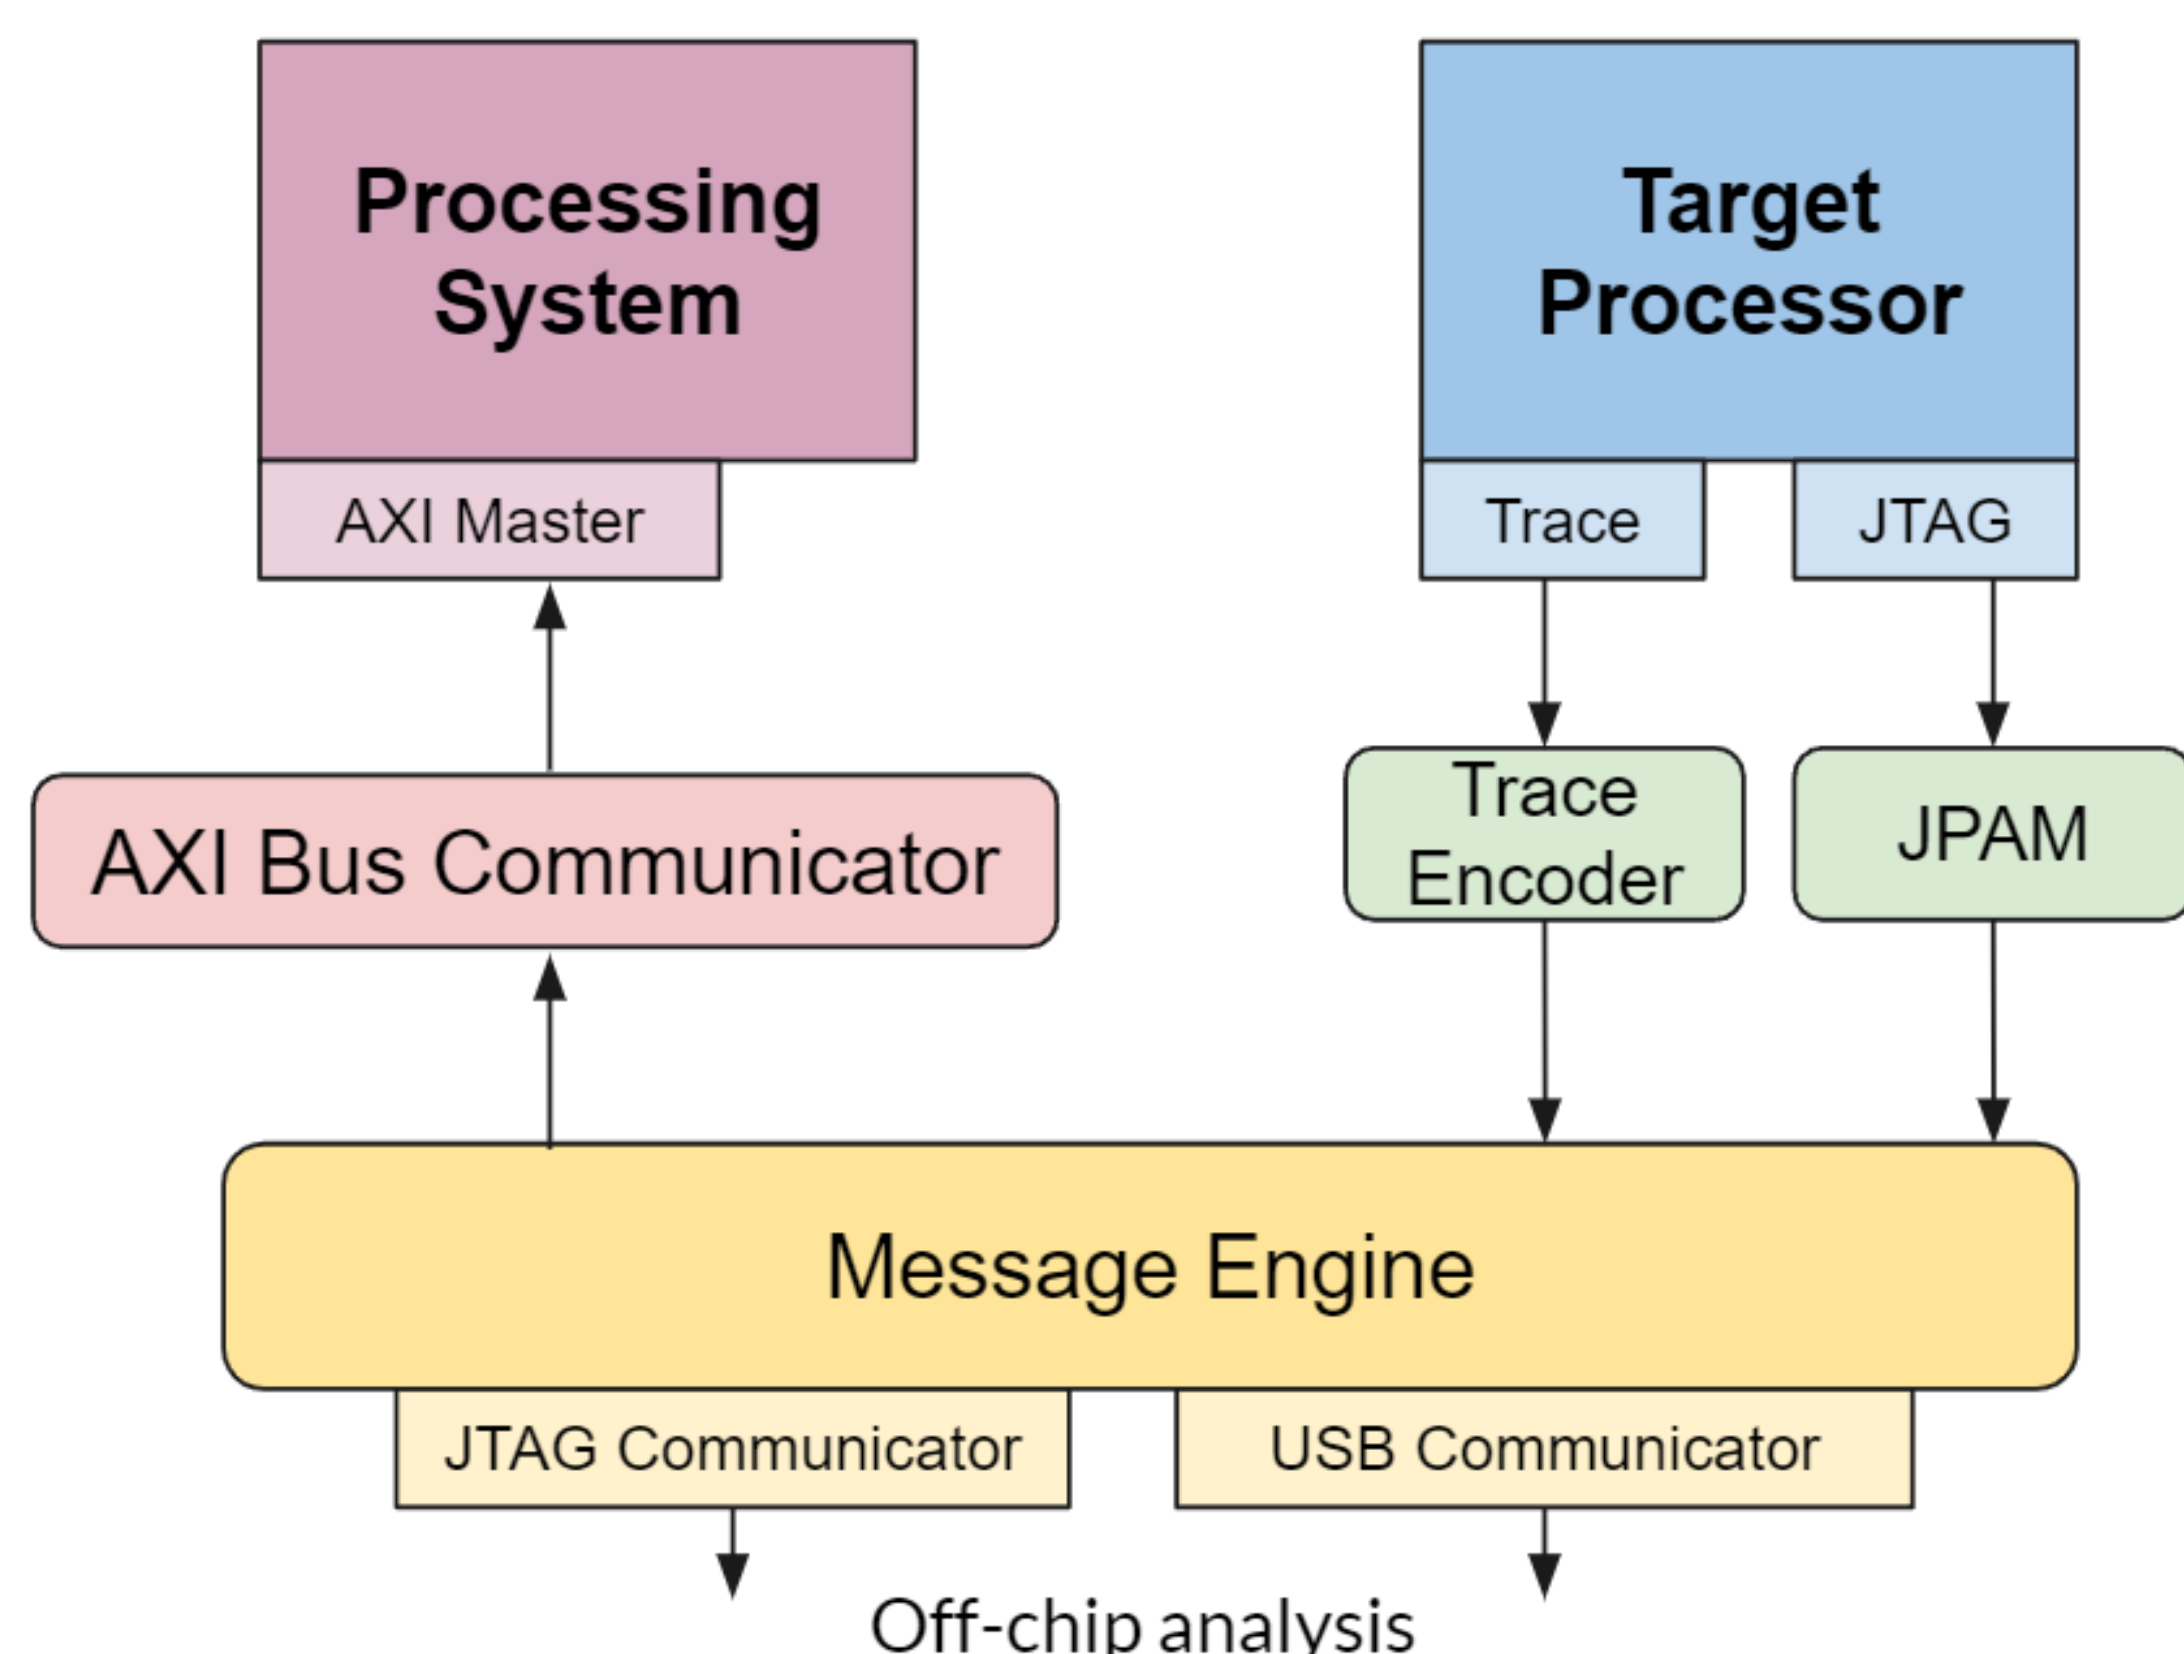 Processing
System
AXI Master
Target
Processor
Trace
JTAG
AXI Bus Communicator
Trace
Encoder
JPAM
Message Engine
JTAG Communicator
USB Communicator
Off-chip analysis